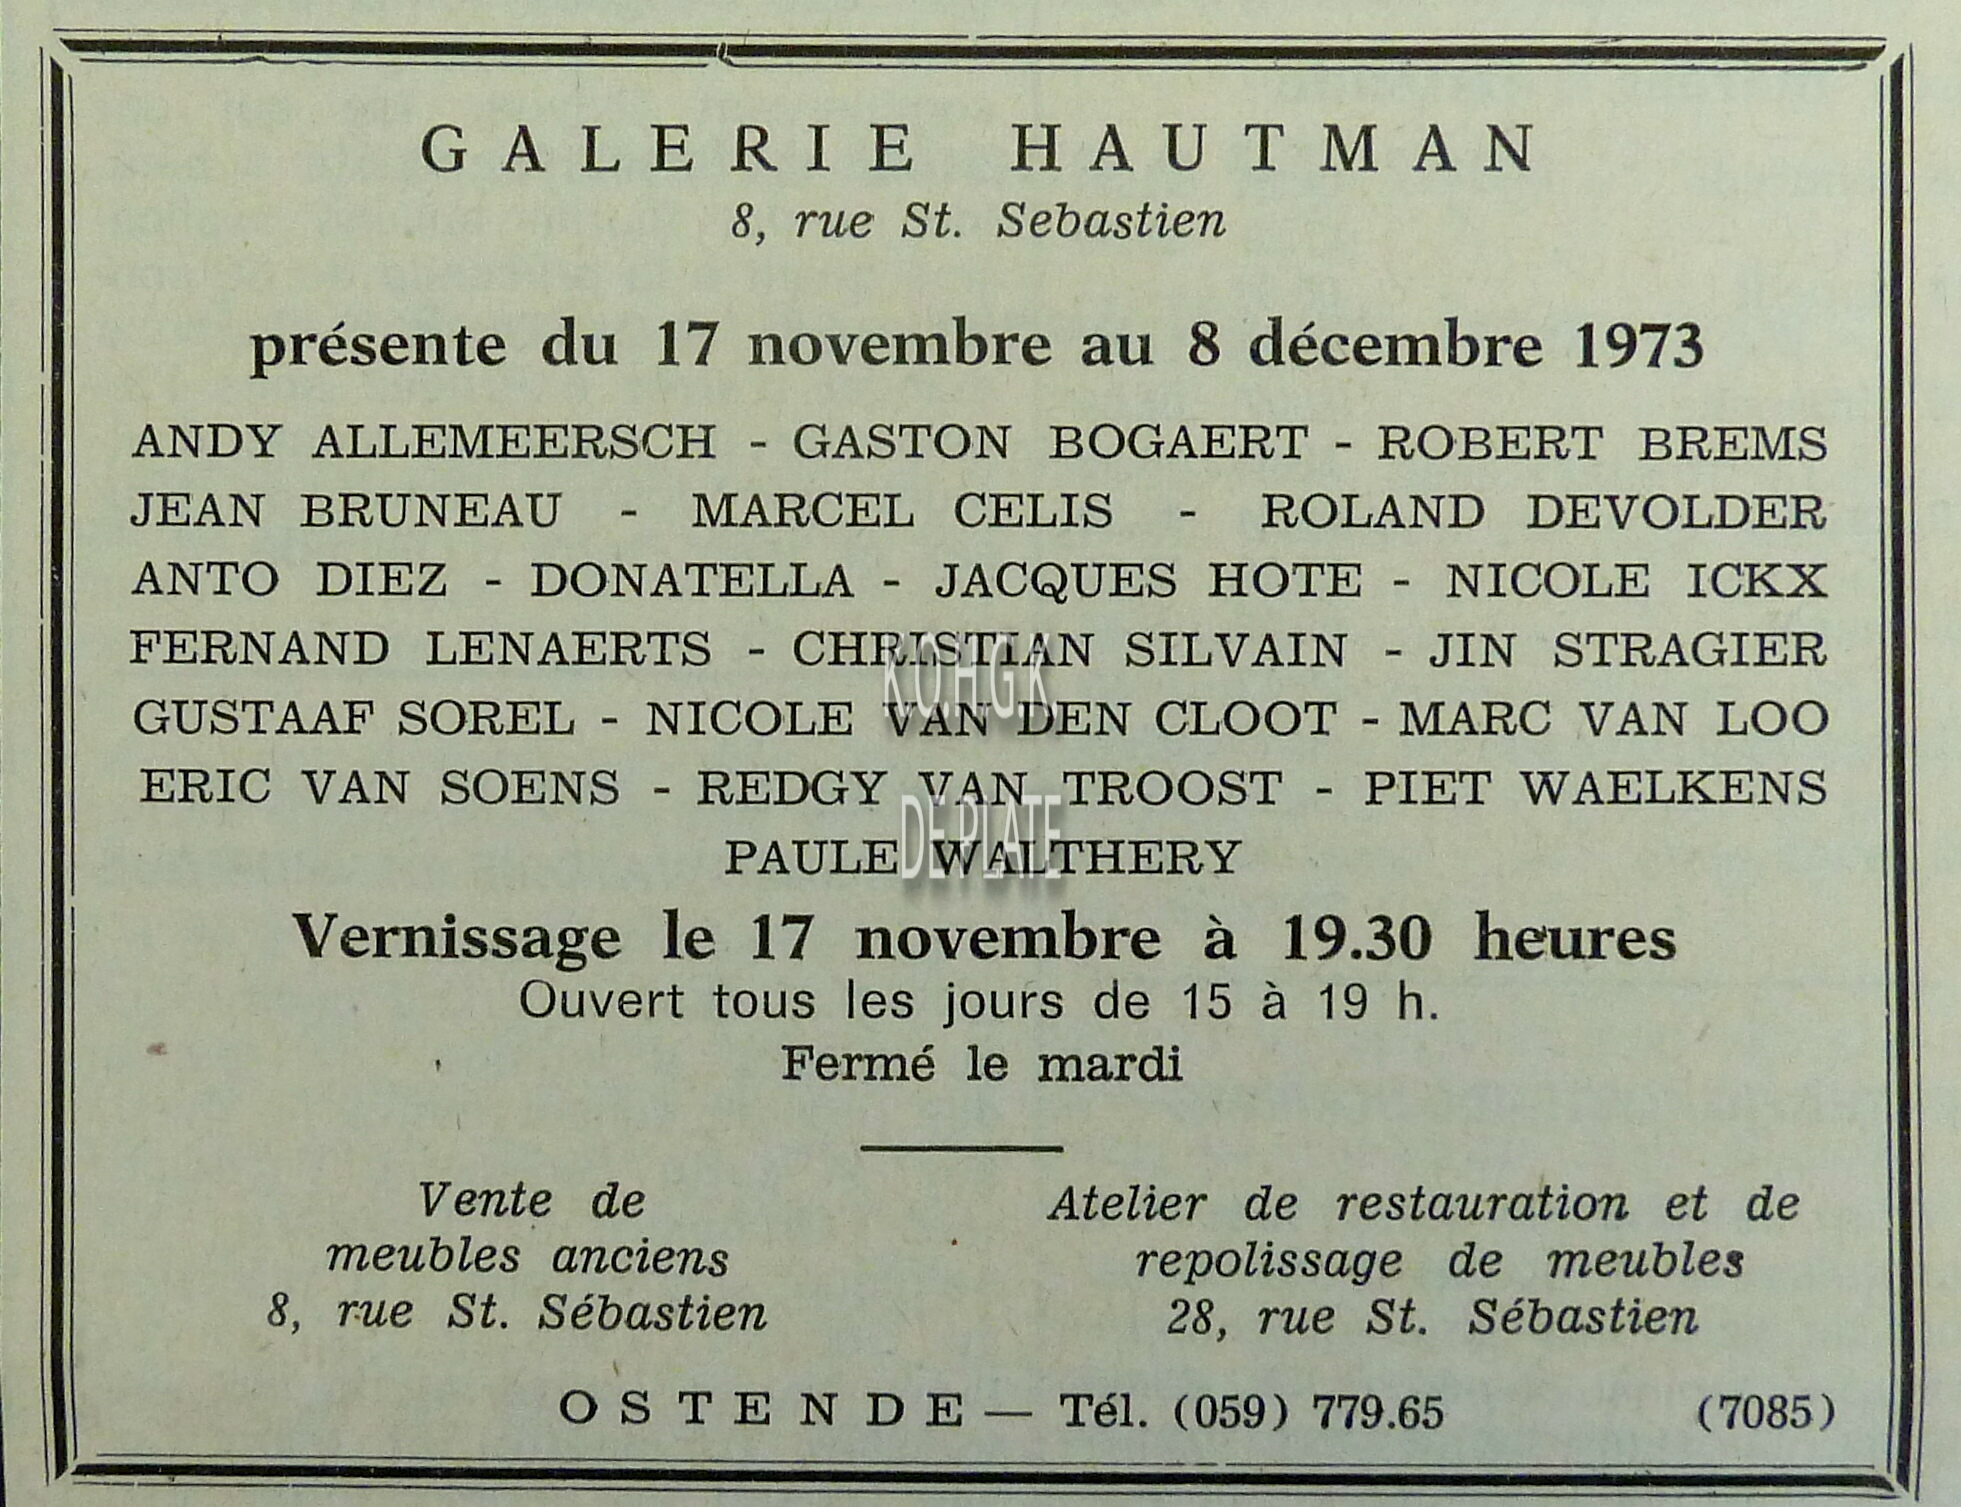 GALERIE HAUTMAN
8, rue St. Sebastien
présente du 17 novembre au 8 décembre 1973
ANDY ALLEMEERSCH - GASTON BOGAERT - ROBERT BREMS
JEAN BRUNEAU - MARCEL CELIS - ROLAND DEVOLDER
ANTO DIEZ - DONATELLA - JACQUES HOTE - NICOLE ICKX
FERNAND LENAERTS - CHRISTIAN SILVAIN - JIN STRAGIER
GUSTAAF SOREL - NICOLE VAN DEN CLOOT - MARC VAN LOO
ERIC VAN SOENS - REDGY VAN TROOST - PIET WAELKENS
PAULE WALTHERY
K.O.H.G.K.
DE PLATE
Vernissage le 17 novembre à 19.30 heures
Ouvert tous les jours de 15 à 19 h.
Fermé le mardi
Vente de
meubles anciens
8, rue St. Sébastien
Atelier de restauration et de
repolissage de meubles
28, rue St. Sébastien
OSTENDE — Tél. (059) 779.65 (7085)